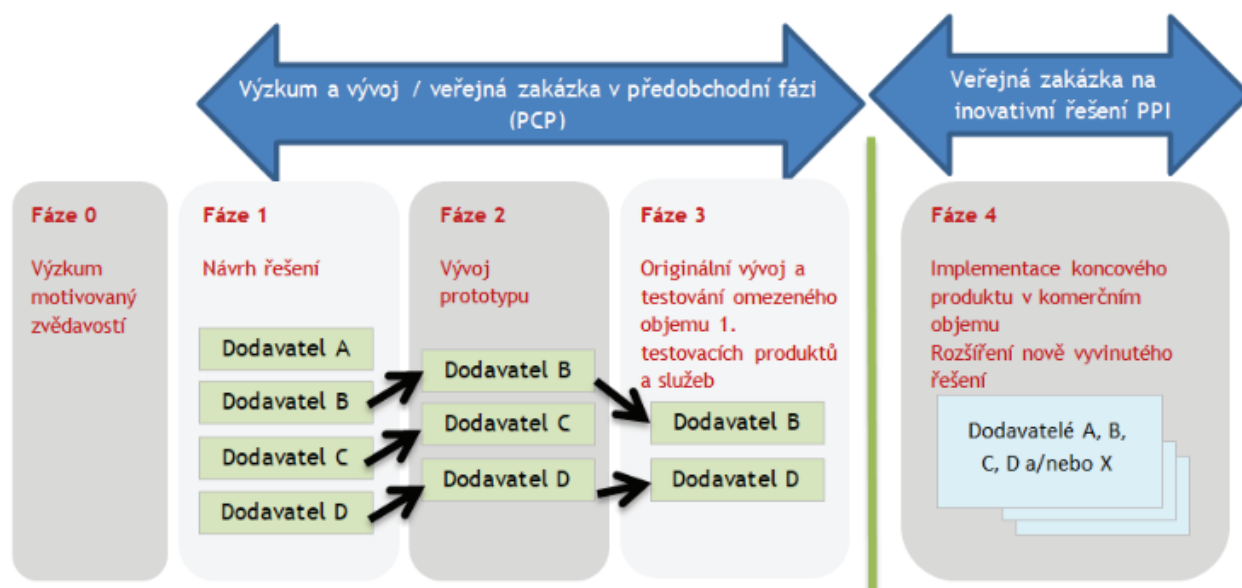 Výzkum a vývoj / veřejná zakázka v předobchodní fázi
(PCP)
Veřejná zakázka na
inovativní řešení PPI
Fáze 0
Výzkum
motivovaný
zvědavostí
Fáze 1
Návrh řešení
Dodavatel A
Dodavatel B
Dodavatel C
Dodavatel D
Fáze 2
Vývoj
prototypu
Dodavatel B
Dodavatel C
Dodavatel D
Fáze 3
Originální vývoj a
testování omezeného
objemu 1.
testovacích produktů
a služeb
Dodavatel B
Dodavatel D
Fáze 4
Implementace koncového
produktu v komerčním
objemu
Rozšíření nově vyvinutého
řešení
Dodavatelé A, B,
C, D a/nebo X